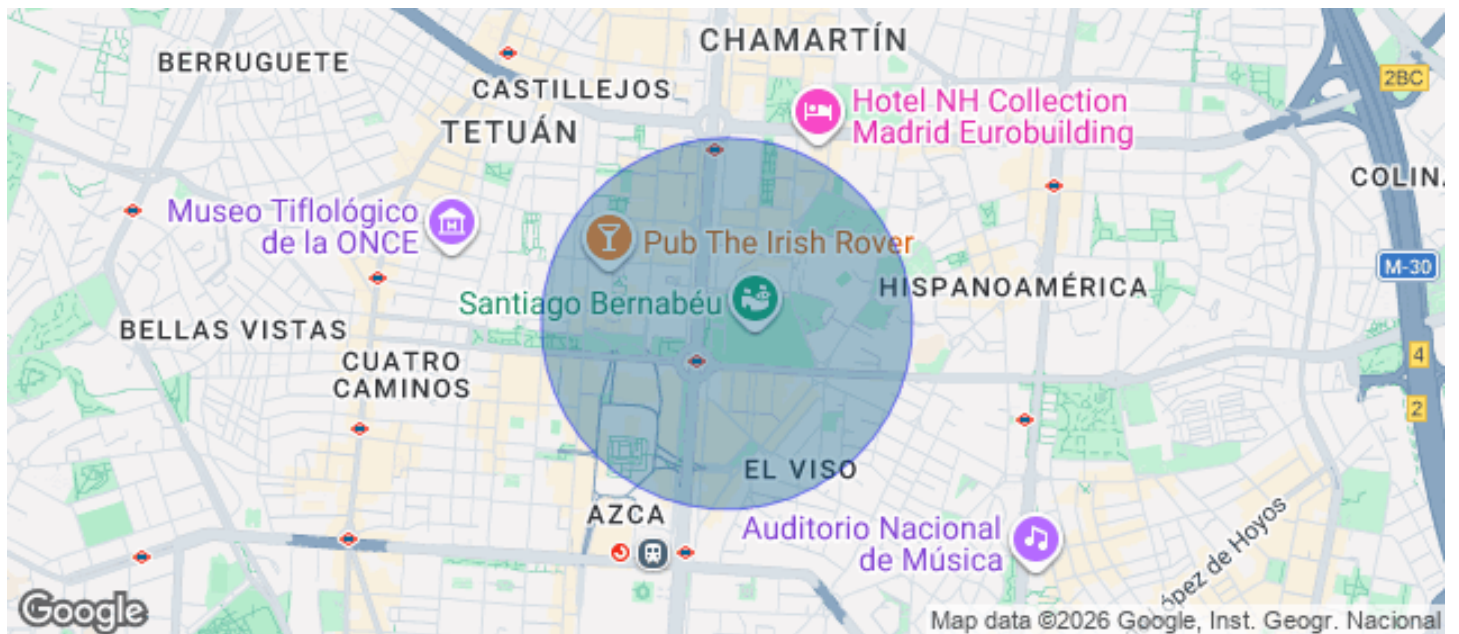 CHAMARTÍN
BERRUGUETE
2BC
CASTILLEJOS
Hotel NH Collection
Madrid Eurobuilding
TETUÁN
COLIN
Museo Tiflológico
de la ONCE
Pub The Irish Rover
M-30
HISPANOAMÉRICA
Santiago Bernabéu
BELLAS VISTAS
4
CUATRO
CAMINOS
2
EL VISO
AZCA
Auditorio Nacional
de Música
ópez de Hoyos
Google
Map data ©2026 Google, Inst. Geogr. Nacional